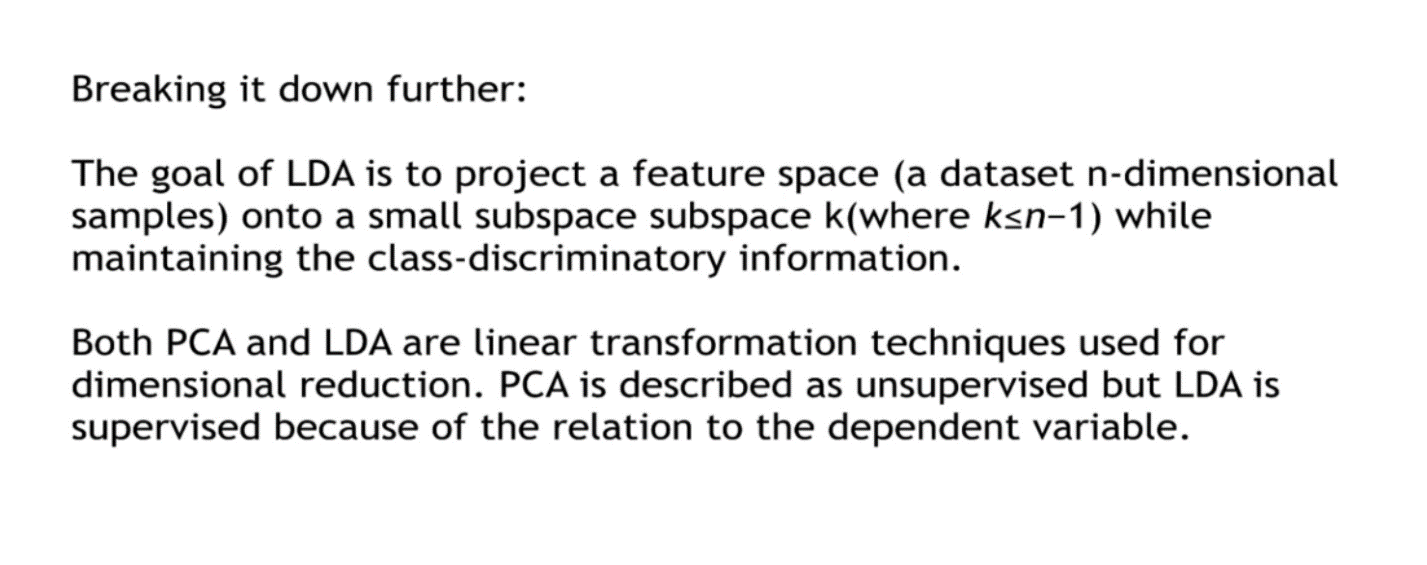 Breaking it down further:
The goal of LDA is to project a feature space (a dataset n-dimensional
samples) onto a small subspace subspace k(where k≤n−1) while
maintaining the class-discriminatory information.
Both PCA and LDA are linear transformation techniques used for
dimensional reduction. PCA is described as unsupervised but LDA is
supervised because of the relation to the dependent variable.